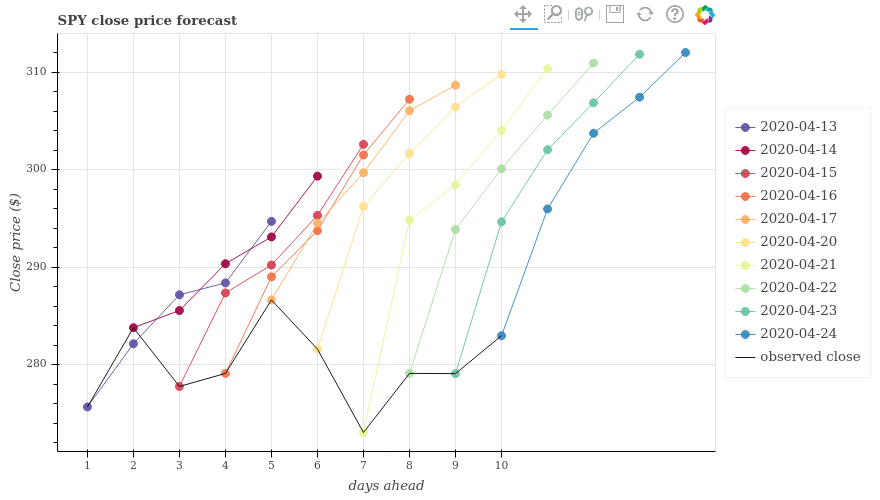 SPY close price forecast
310
300
290
280
Close price ($)
1 2 3 4 5 6 7 8 9 10
days ahead
2020-04-13
2020-04-14
2020-04-15
2020-04-16
2020-04-17
2020-04-20
2020-04-21
2020-04-22
2020-04-23
2020-04-24
observed close